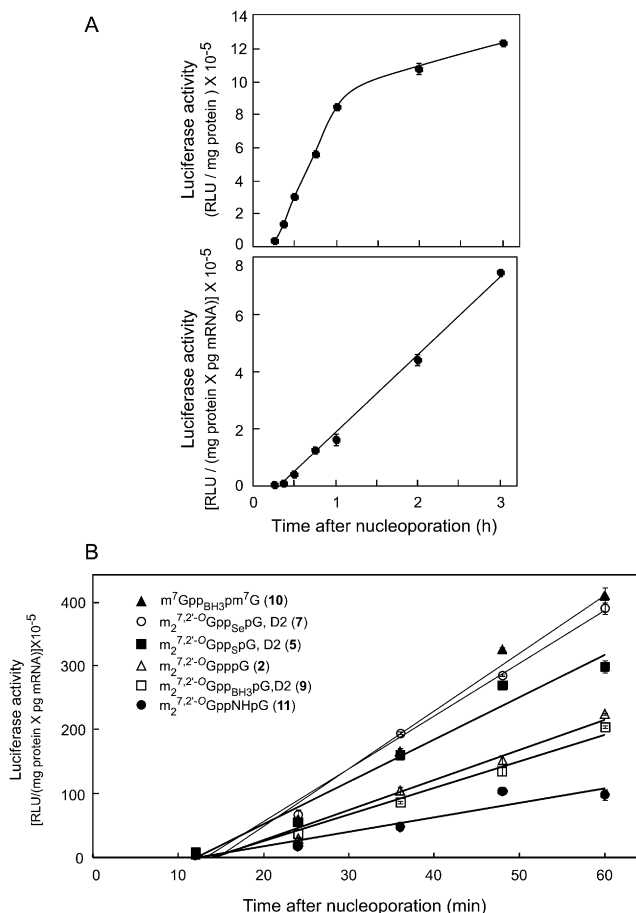 A
Luciferase activity
(RLU / mg protein ) X 10-5
14
12
10
8
6
4
2
0
Luciferase activity
[RLU / (mg protein X pg mRNA)] X 10-5
8
6
4
2
0
0 1 2 3
Time after nucleoporation (h)
B
Luciferase activity
[RLU/(mg protein X pg mRNA)]X10-5
400
300
200
100
0
m7GppBH3pm7G (10)
m27,2'-OGppSepG, D2 (7)
m27,2'-OGppSpG, D2 (5)
m27,2'-OGpppG (2)
m27,2'-OGppBH3pG,D2 (9)
m27,2'-OGppNHpG (11)
0 10 20 30 40 50 60
Time after nucleoporation (min)